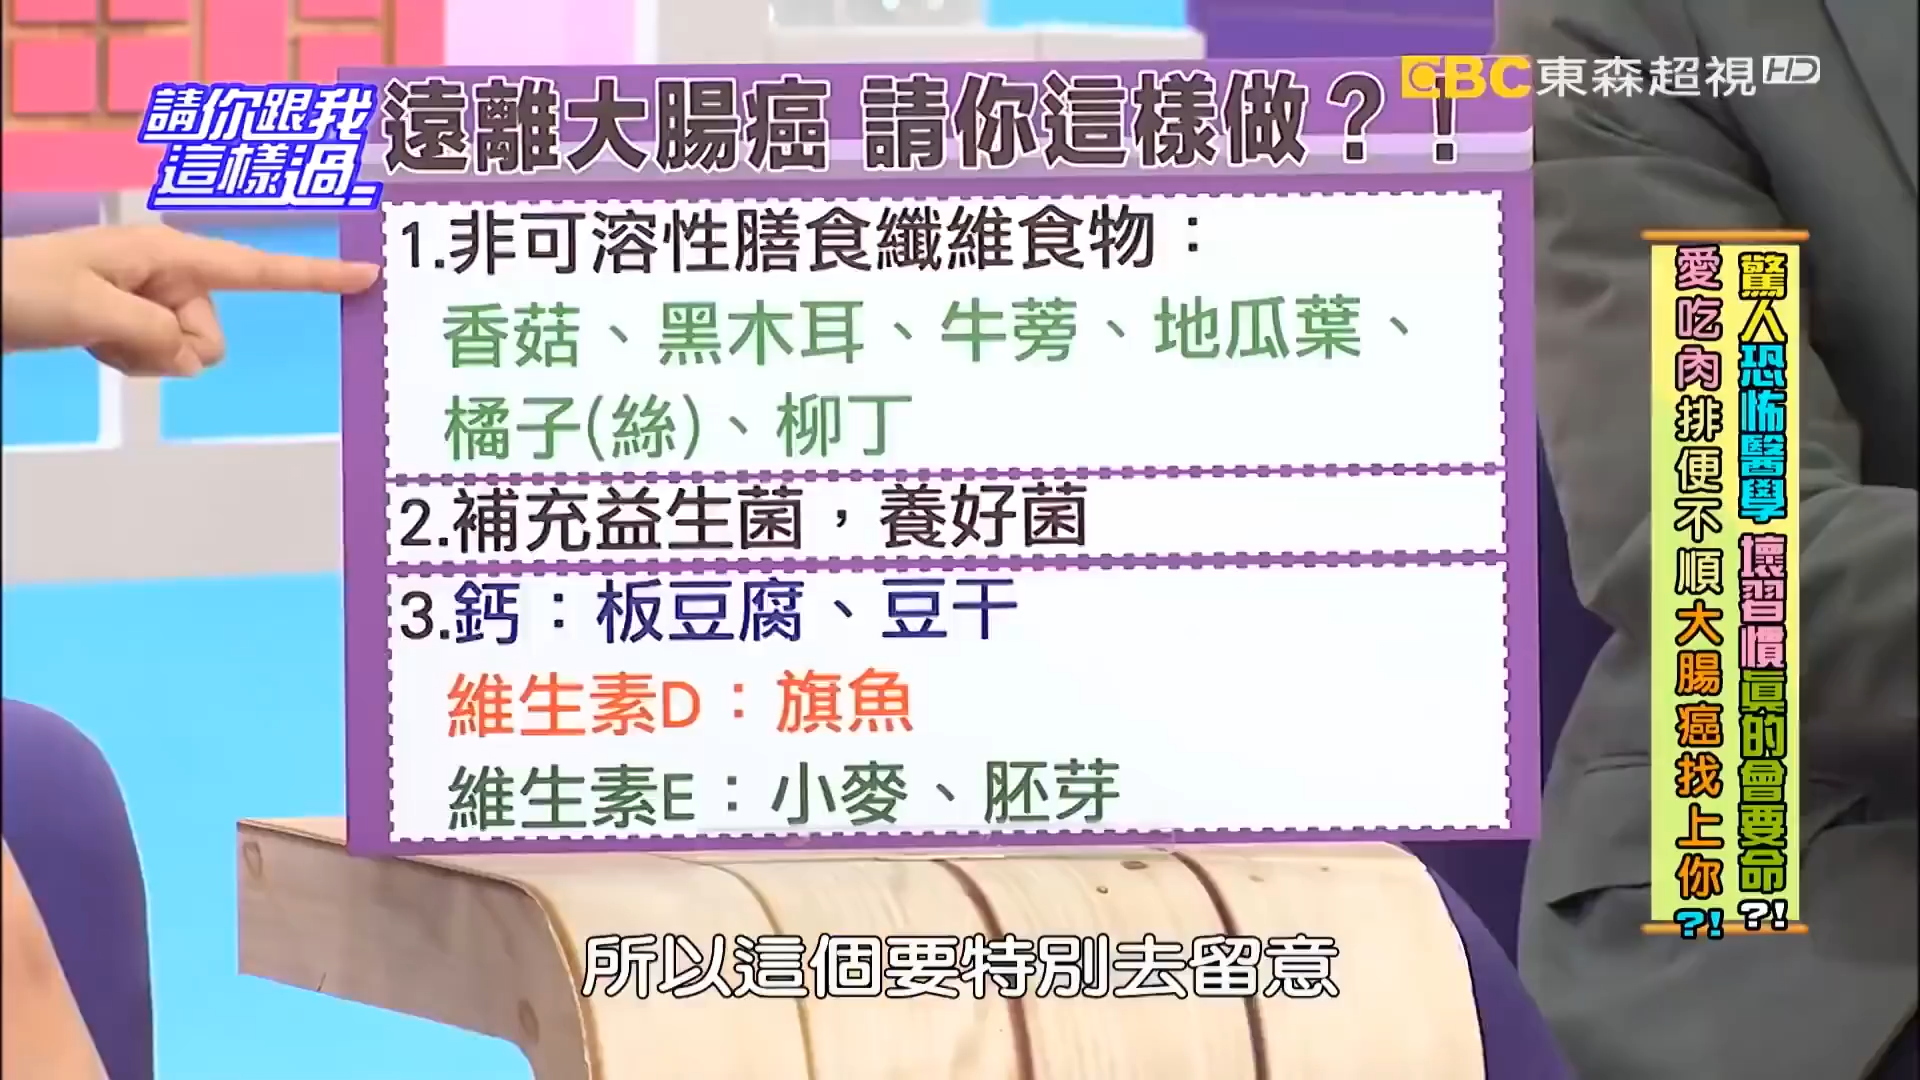 請你跟我
這樣過
EBC東森超視HD
遠離大腸癌 請你這樣做？！
1.非可溶性膳食纖維食物：
香菇、黑木耳、牛蒡、地瓜葉、
橘子(絲)、柳丁
2.補充益生菌，養好菌
3.鈣：板豆腐、豆干
維生素D：旗魚
維生素E：小麥、胚芽
驚人恐怖醫學 壞習慣真的會要命?!
愛吃肉排便不順大腸癌找上你?!
所以這個要特別去留意